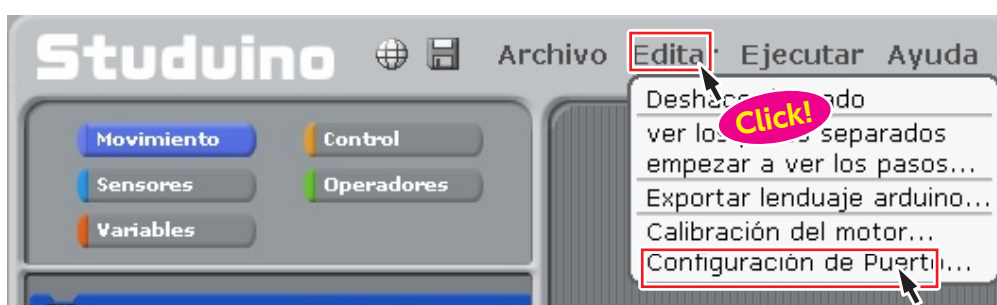 Studuino Archivo Editar Ejecutar Ayuda
Click!
Movimiento Control
Sensores Operadores
Variables
ver los separados
empezar a ver los pasos...
Exportar lenduaje arduino...
Calibración del motor...
Configuración de Puerto...